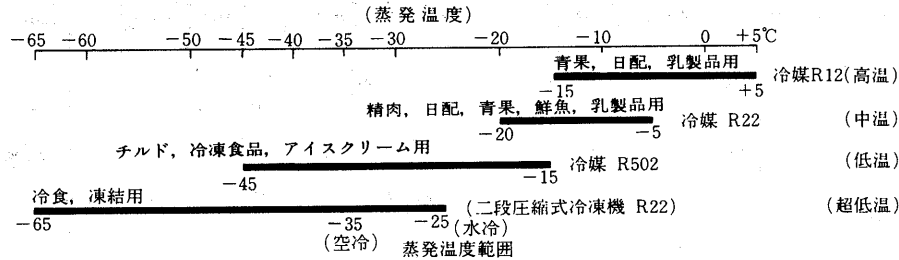 (蒸発温度)
−65 −60 −50 −45 −40 −35 −30 −20 −10 0 +5℃
青果，日配，乳製品用
冷媒R12(高温)
−15 +5
精肉，日配，青果，鮮魚，乳製品用
冷媒 R22 (中温)
−20 −5
チルド，冷凍食品，アイスクリーム用
冷媒 R502 (低温)
−45 −15
冷食，凍結用
(二段圧縮式冷凍機 R22) (超低温)
−65 −35 −25
(空冷) (水冷)
蒸発温度範囲